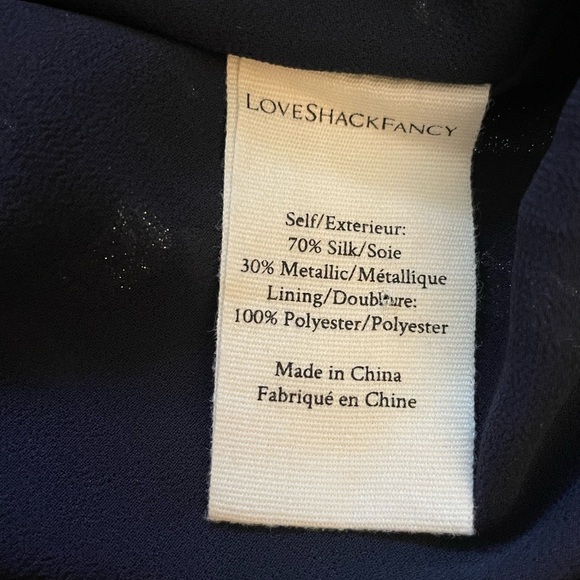 LOVESHACKFANCY
Self/Exterieur:
70% Silk/Soie
30% Metallic/Métallique
Lining/Doublure:
100% Polyester/Polyester
Made in China
Fabriqué en Chine